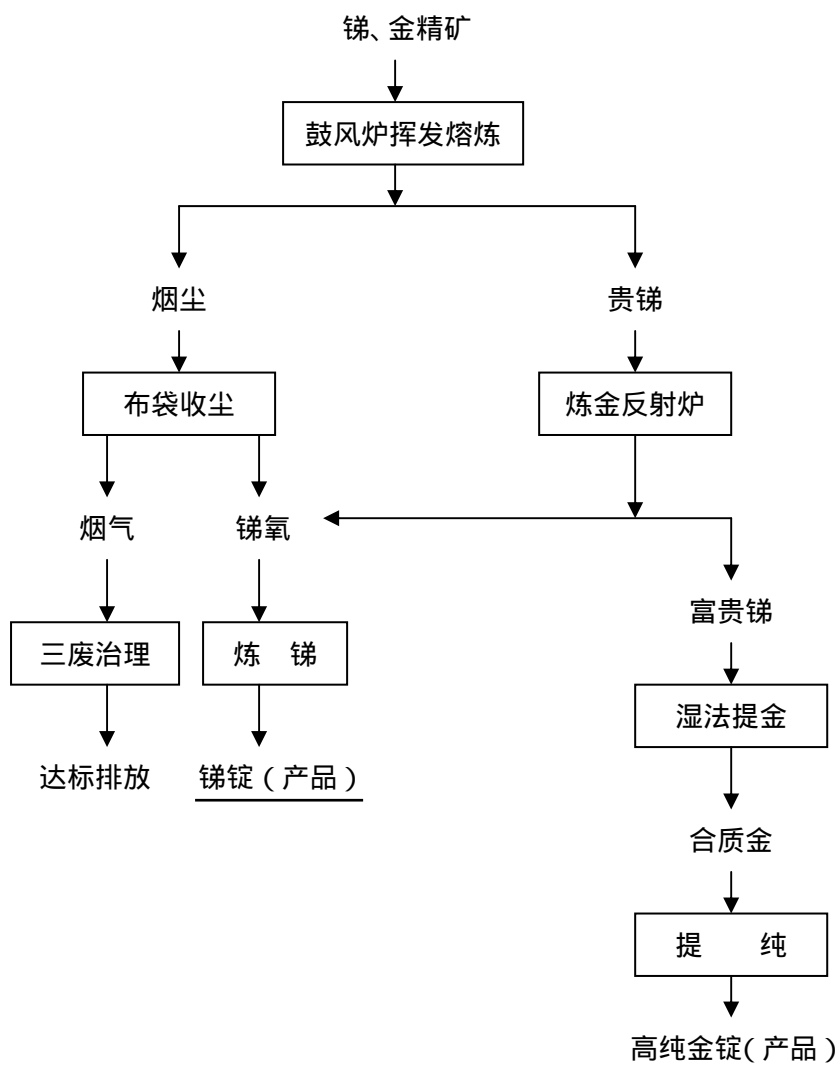 锑、金精矿
鼓风炉挥发熔炼
烟尘
贵锑
布袋收尘
炼金反射炉
烟气
锑氧
富贵锑
三废治理
炼 锑
湿法提金
达标排放
锑锭（产品）
合质金
提 纯
高纯金锭（产品）